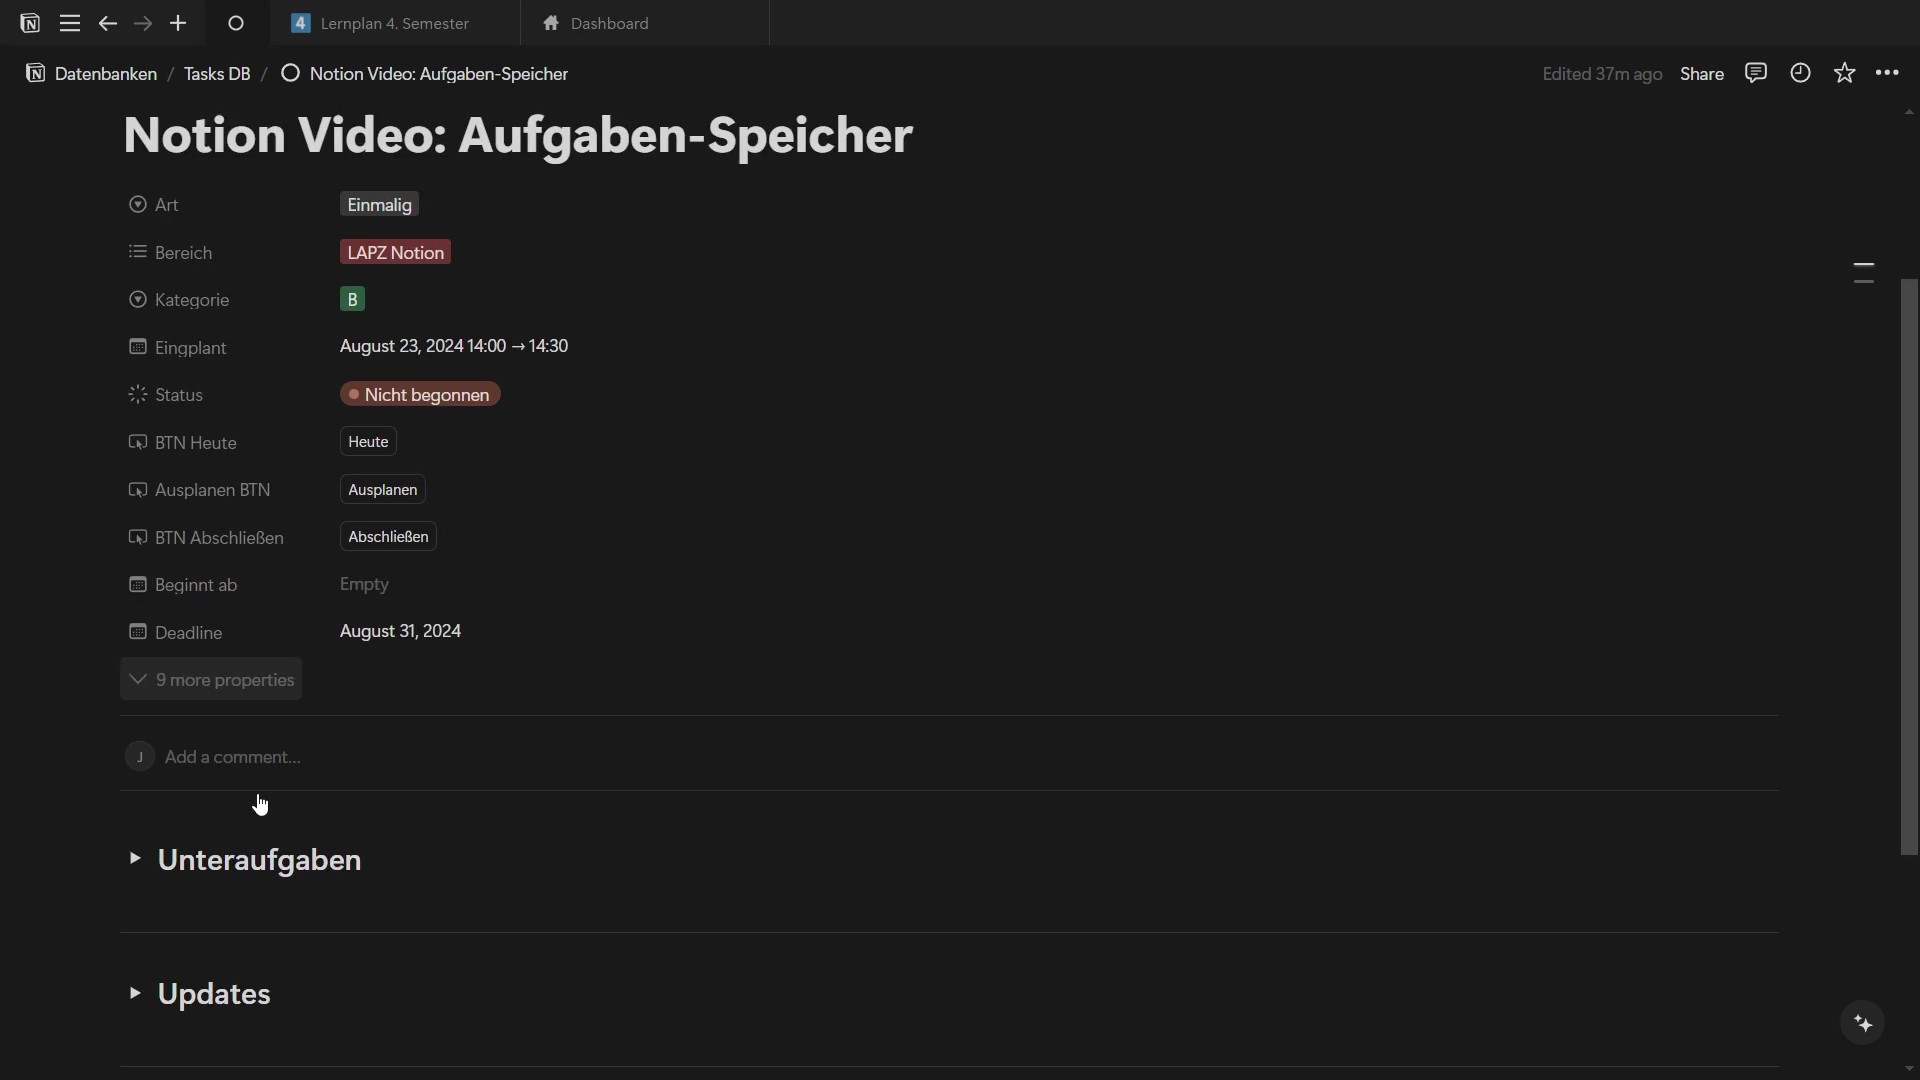 4 Lernplan 4. Semester
Dashboard
Datenbanken / Tasks DB / Notion Video: Aufgaben-Speicher
Edited 37m ago Share
Notion Video: Aufgaben-Speicher
Art Einmalig
Bereich LAPZ Notion
Kategorie B
Eingplant August 23, 2024 14:00 → 14:30
Status Nicht begonnen
BTN Heute Heute
Ausplanen BTN Ausplanen
BTN Abschließen Abschließen
Beginnt ab Empty
Deadline August 31, 2024
9 more properties
J Add a comment...
Unteraufgaben
Updates